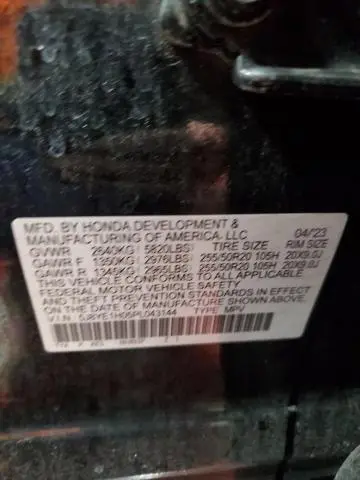 MFD. BY HONDA DEVELOPMENT &
MANUFACTURING OF AMERICA, LLC 04/23
GVWR 2640KG( 5820LBS) TIRE SIZE RIM SIZE
GAWR F 1350KG( 2976LBS) 255/50R20 105H 20X9.0J
GAWR R 1345KG( 2965LBS) 255/50R20 105H 20X9.0J
THIS VEHICLE CONFORMS TO ALL APPLICABLE
FEDERAL MOTOR VEHICLE SAFETY
THEFT PREVENTION STANDARDS IN EFFECT ON THE
DATE OF MANUFACTURE SHOWN ABOVE.
V.I.N.: 5J8YE1H05PL043144 TYPE: MPV